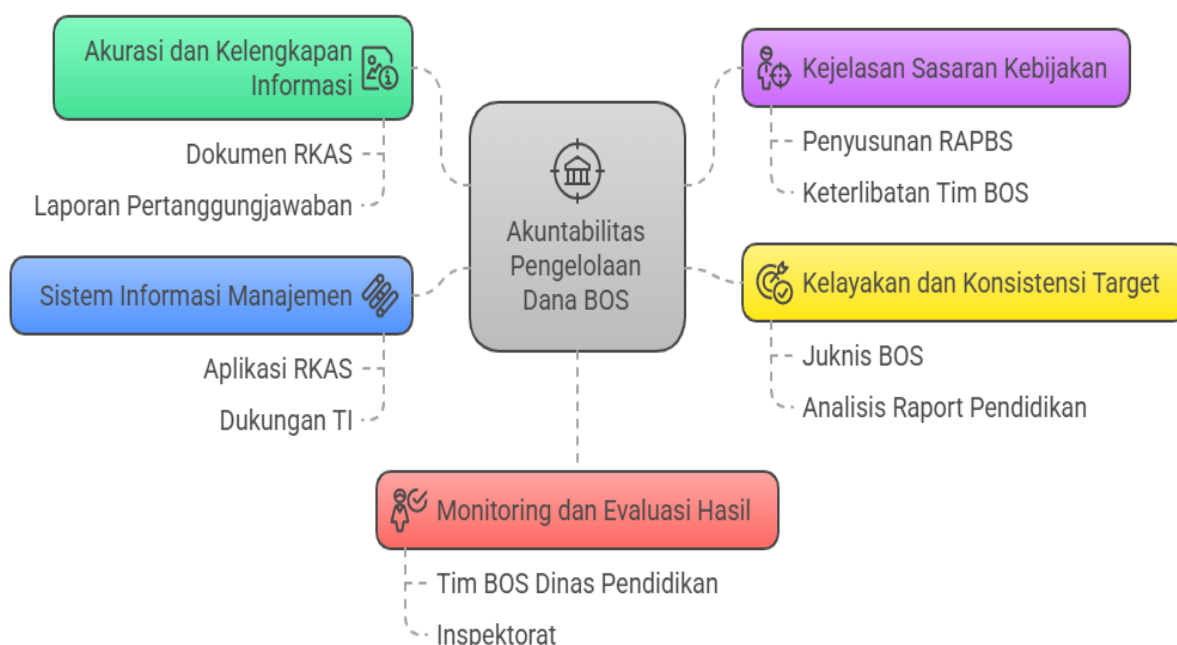 Akurasi dan Kelengkapan
Informasi
Dokumen RKAS
Laporan Pertanggungjawaban
Sistem Informasi Manajemen
Aplikasi RKAS
Dukungan TI
Akuntabilitas
Pengelolaan
Dana BOS
Kejelasan Sasaran Kebijakan
Penyusunan RAPBS
Keterlibatan Tim BOS
Kelayakan dan Konsistensi Target
Juknis BOS
Analisis Raport Pendidikan
Monitoring dan Evaluasi Hasil
Tim BOS Dinas Pendidikan
Inspektorat